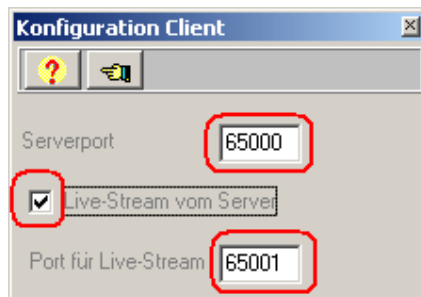 Konfiguration Client
Serverport 65000
Live-Stream vom Server
Port für Live-Stream 65001